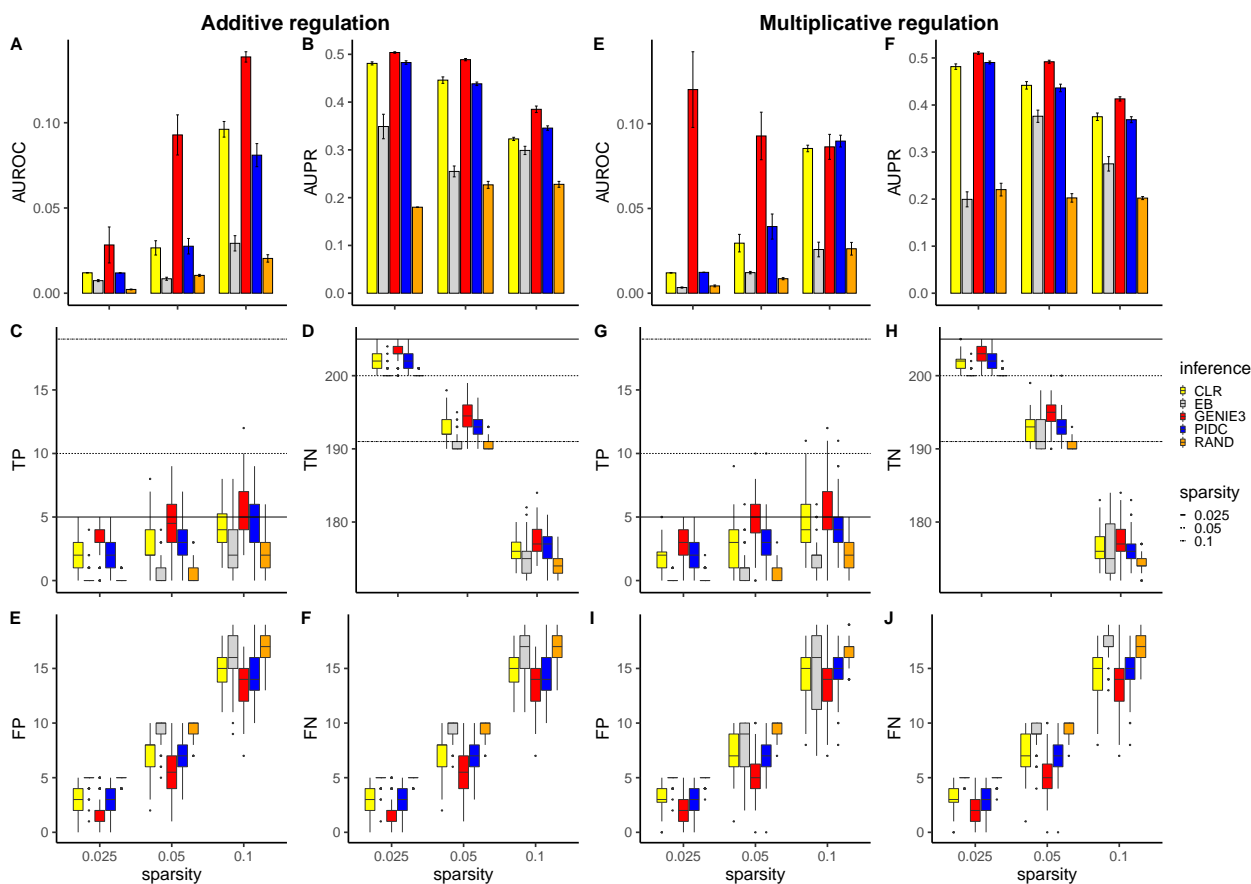 Additive regulation
Multiplicative regulation
A
AUROC
0.10
0.05
0.00
B
AUPR
0.5
0.4
0.3
0.2
0.1
0.0
E
AUROC
0.10
0.05
0.00
F
AUPR
0.5
0.4
0.3
0.2
0.1
0.0
C
TP
15
10
5
0
D
TN
200
190
180
G
TP
15
10
5
0
H
TN
200
190
180
inference
CLR
EB
GENIE3
PIDC
RAND
sparsity
0.025
0.05
0.1
E
FP
15
10
5
0
0.025
0.05
0.1
sparsity
F
FN
15
10
5
0
0.025
0.05
0.1
sparsity
I
FP
15
10
5
0
0.025
0.05
0.1
sparsity
J
FN
15
10
5
0
0.025
0.05
0.1
sparsity